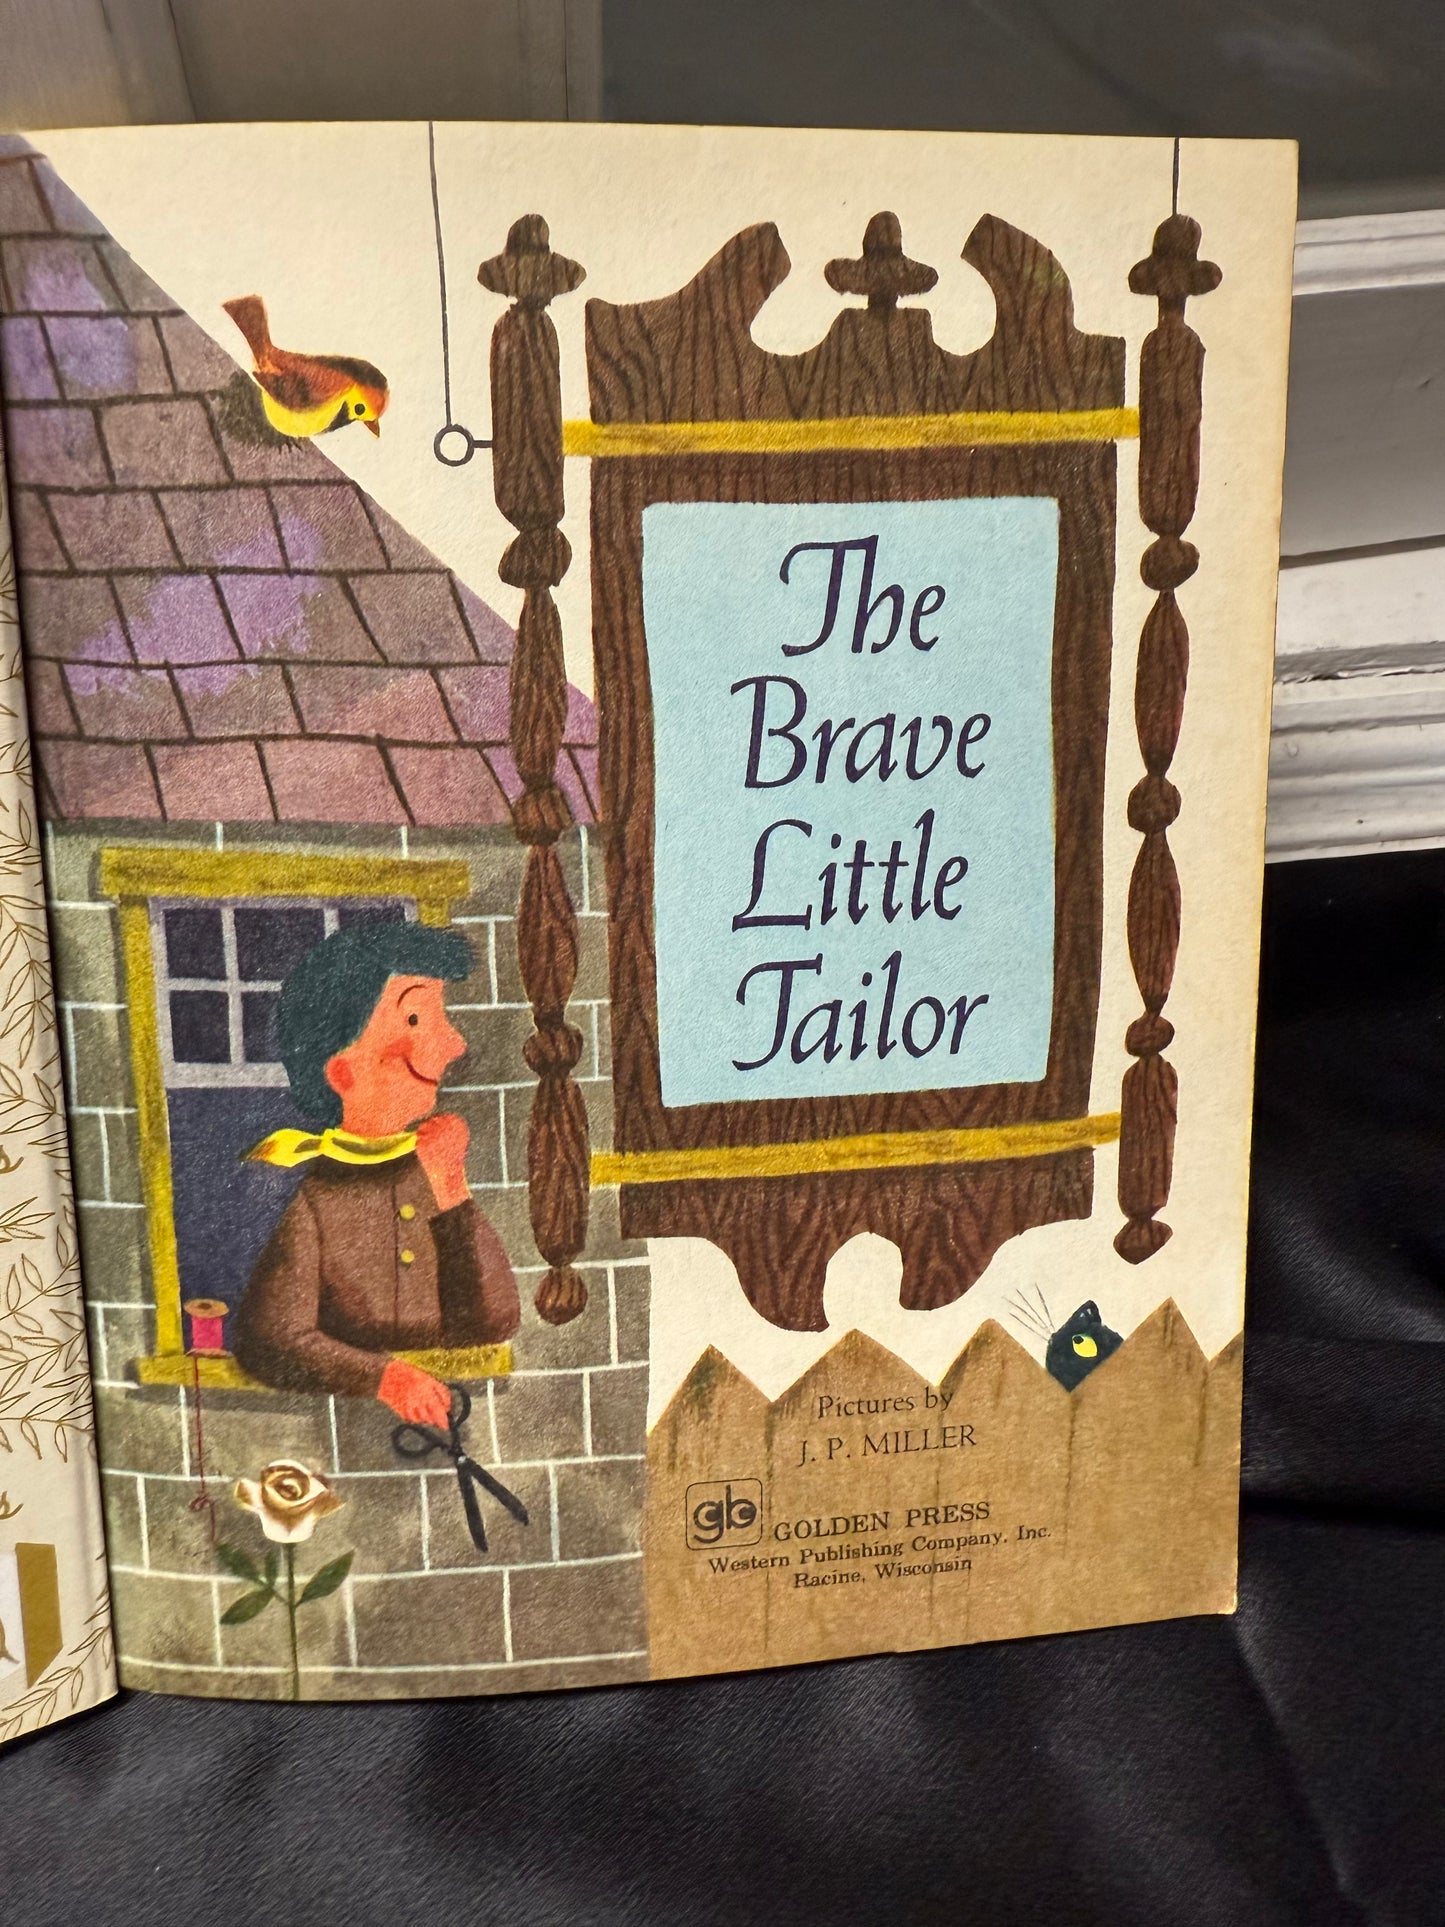 The
Brave
Little
Tailor
Pictures by
J. P. MILLER
gb
GOLDEN PRESS
Western Publishing Company, Inc.
Racine, Wisconsin